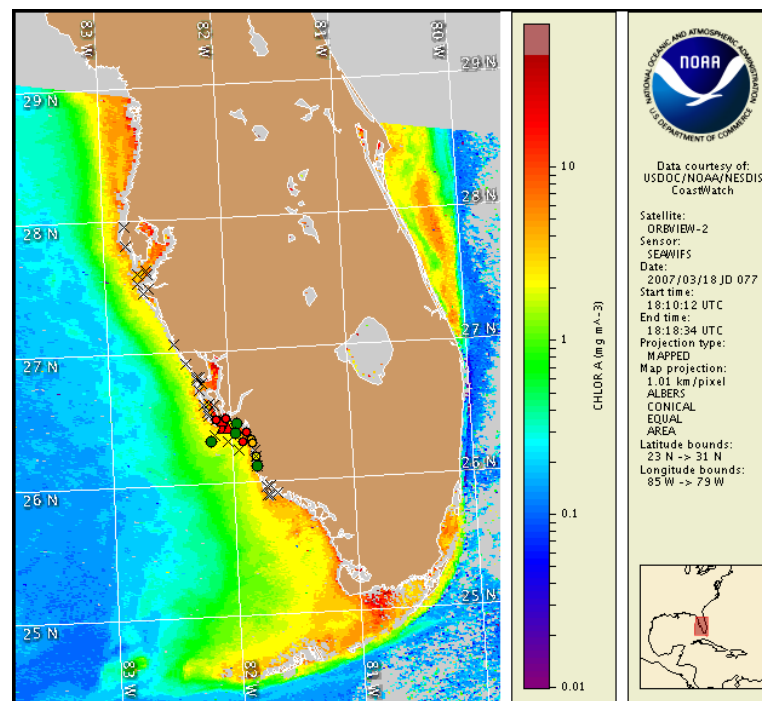 83 W
82 W
81 W
80 W
29 N
29 N
28 N
28 N
27 N
27 N
26 N
26 N
25 N
25 N
83 W
82 W
81 W
10
1
0.1
0.01
CHLOR A (mg m^-3)
NATIONAL OCEANIC AND ATMOSPHERIC ADMINISTRATION
NOAA
U.S. DEPARTMENT OF COMMERCE
Data courtesy of:
USDOC/NOAA/NESDIS
CoastWatch
Satellite:
ORBVIEW-2
Sensor:
SEAWIFS
Date:
2007/03/18 JD 077
Start time:
18:10:12 UTC
End time:
18:18:34 UTC
Projection type:
MAPPED
Map projection:
1.01 km/pixel
ALBERS
CONICAL
EQUAL
AREA
Latitude bounds:
23 N -> 31 N
Longitude bounds:
85 W -> 79 W